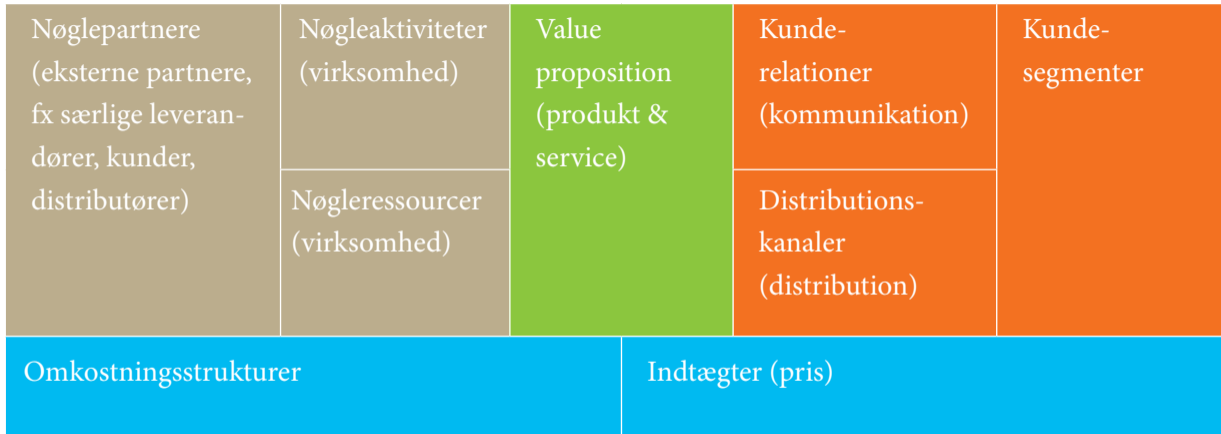 Nøglepartnere
(eksterne partnere,
fx særlige leveran-
dører, kunder,
distributører)
Nøgleaktiviteter
(virksomhed)
Nøgleressourcer
(virksomhed)
Value
proposition
(produkt &
service)
Kunde-
relationer
(kommunikation)
Distributions-
kanaler
(distribution)
Kunde-
segmenter
Omkostningsstrukturer
Indtægter (pris)